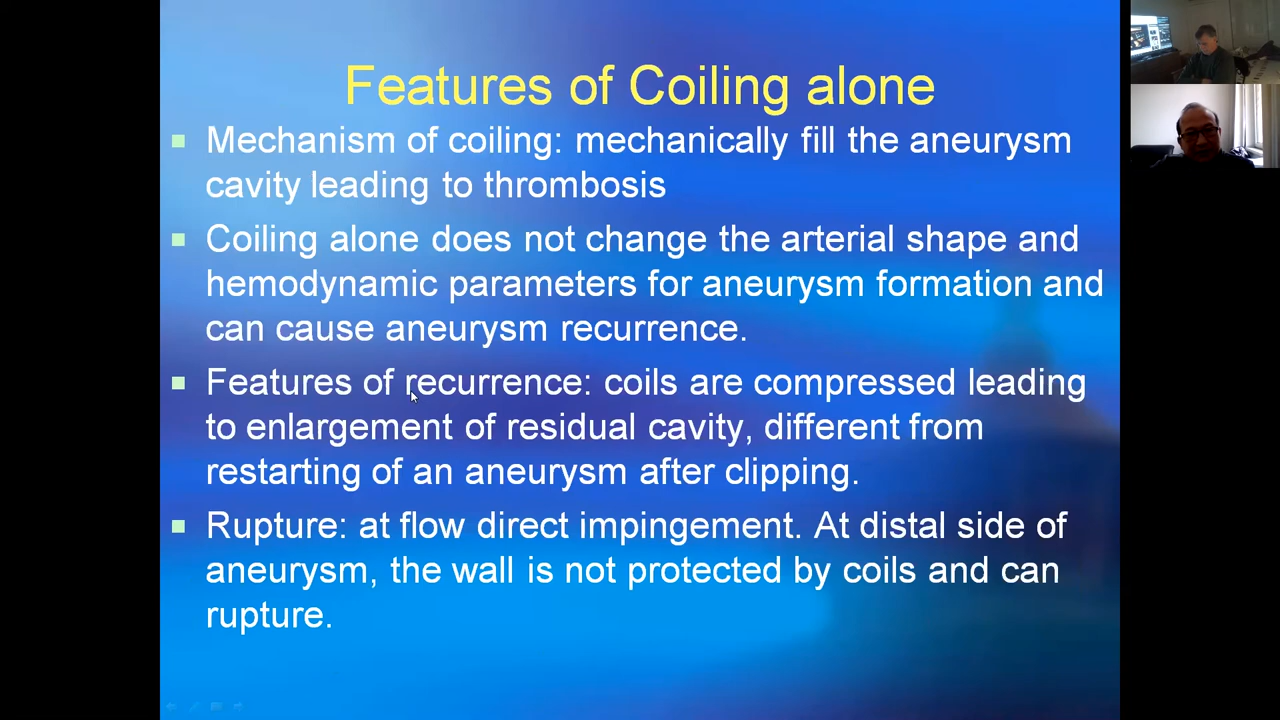 Features of Coiling alone
Mechanism of coiling: mechanically fill the aneurysm
cavity leading to thrombosis
Coiling alone does not change the arterial shape and
hemodynamic parameters for aneurysm formation and
can cause aneurysm recurrence.
Features of recurrence: coils are compressed leading
to enlargement of residual cavity, different from
restarting of an aneurysm after clipping.
Rupture: at flow direct impingement. At distal side of
aneurysm, the wall is not protected by coils and can
rupture.